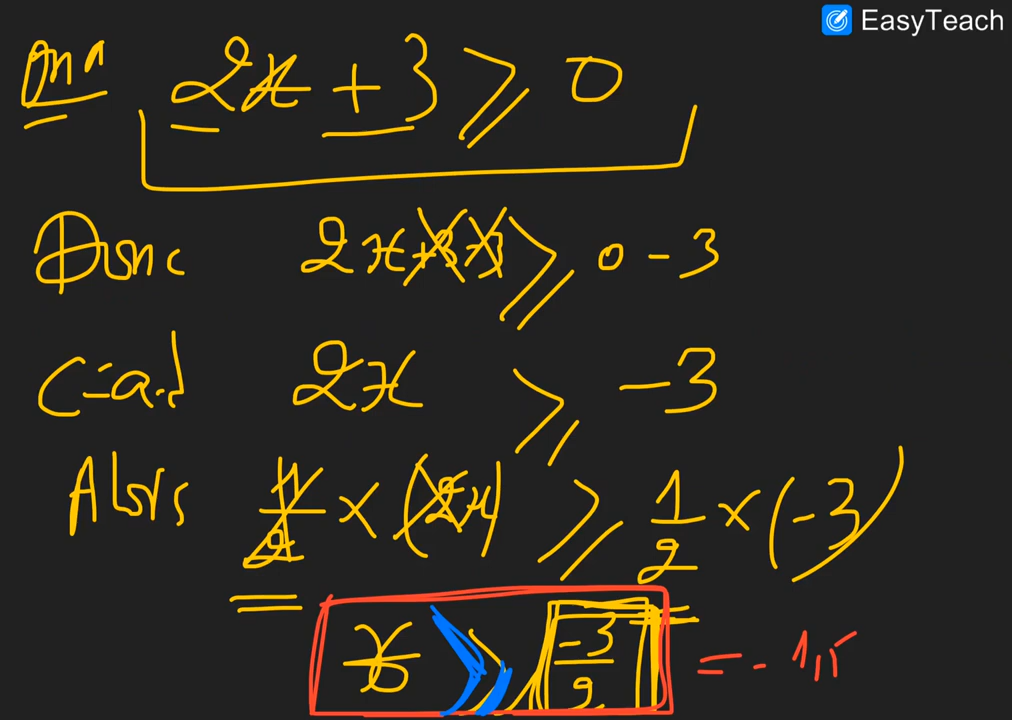 EasyTeach
On a 2x + 3 ⩾ 0
Donc 2x+3-3 ⩾ 0 - 3
C-à-d 2x ⩾ -3
Alors 1/2 × (2x) ⩾ 1/2 × (-3)
x ⩾ -3/2 = - 1,5